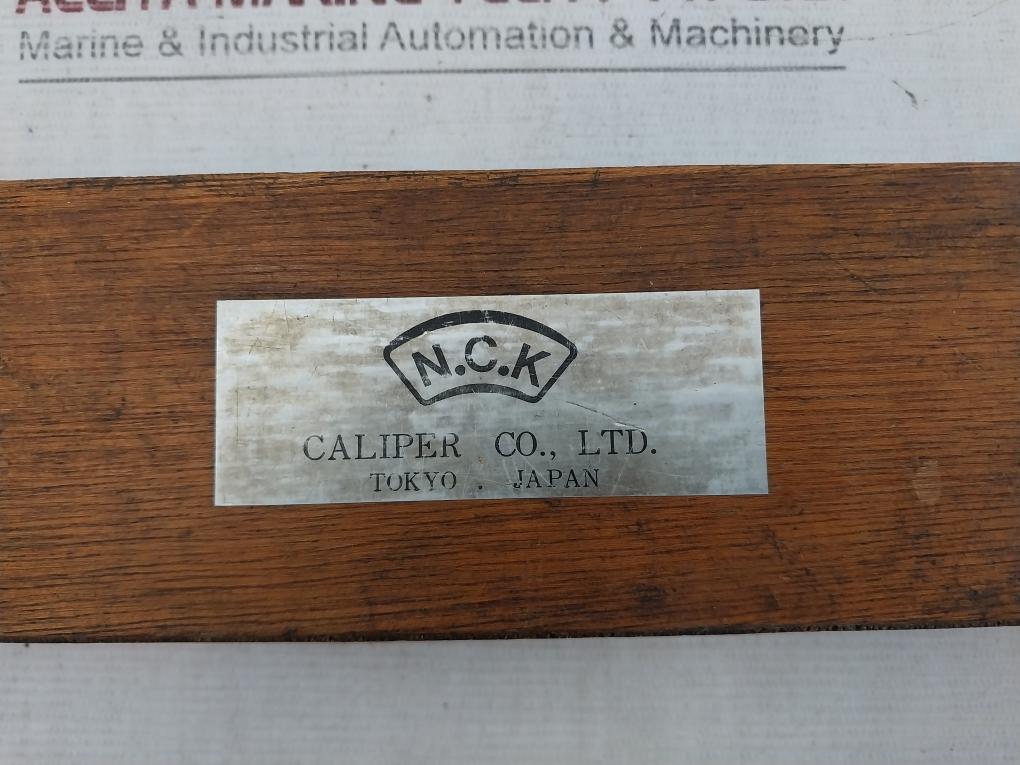 Marine & Industrial Automation & Machinery
N.C.K
CALIPER CO., LTD.
TOKYO . JAPAN